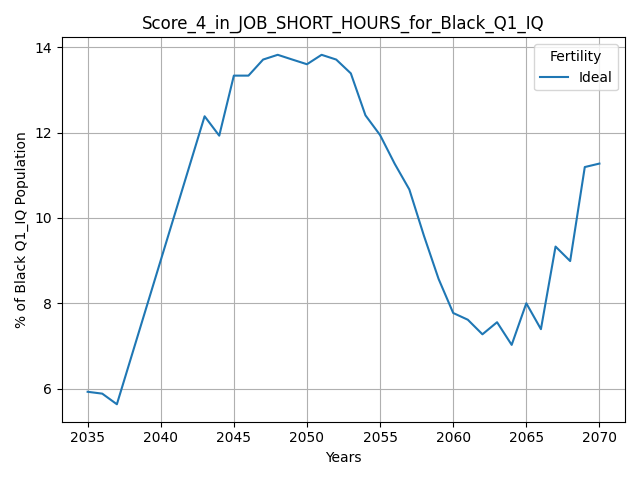 Score_4_in_JOB_SHORT_HOURS_for_Black_Q1_IQ
Fertility
Ideal
% of Black Q1_IQ Population
14
12
10
8
6
2035 2040 2045 2050 2055 2060 2065 2070
Years